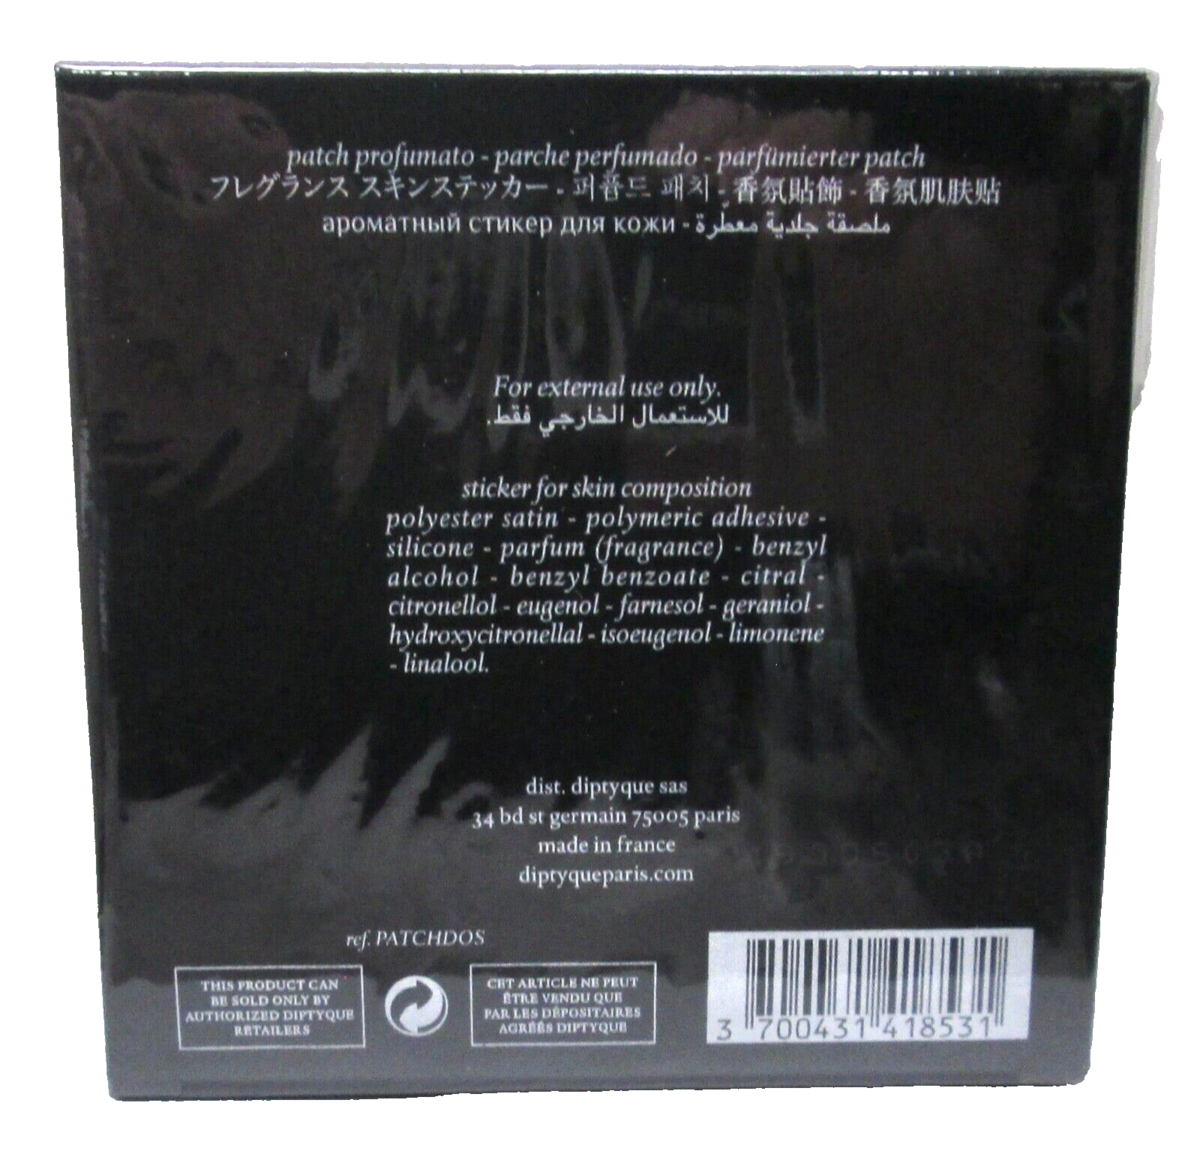 patch profumato - parche perfumado - parfümierter patch
フレグランス スキンステッカー - 퍼퓸드 패치 - 香氛貼飾 - 香氛肌肤贴
ароматный стикер для кожи - ملصقة جلدية معطّرة
For external use only.
للاستعمال الخارجي فقط.
sticker for skin composition
polyester satin - polymeric adhesive -
silicone - parfum (fragrance) - benzyl
alcohol - benzyl benzoate - citral -
citronellol - eugenol - farnesol - geraniol -
hydroxycitronellal - isoeugenol - limonene
- linalool.
dist. diptyque sas
34 bd st germain 75005 paris
made in france
diptyqueparis.com
ref. PATCHDOS
THIS PRODUCT CAN
BE SOLD ONLY BY
AUTHORIZED DIPTYQUE
RETAILERS
CET ARTICLE NE PEUT
ÊTRE VENDU QUE
PAR LES DÉPOSITAIRES
AGRÉÉS DIPTYQUE
3 700431 418531